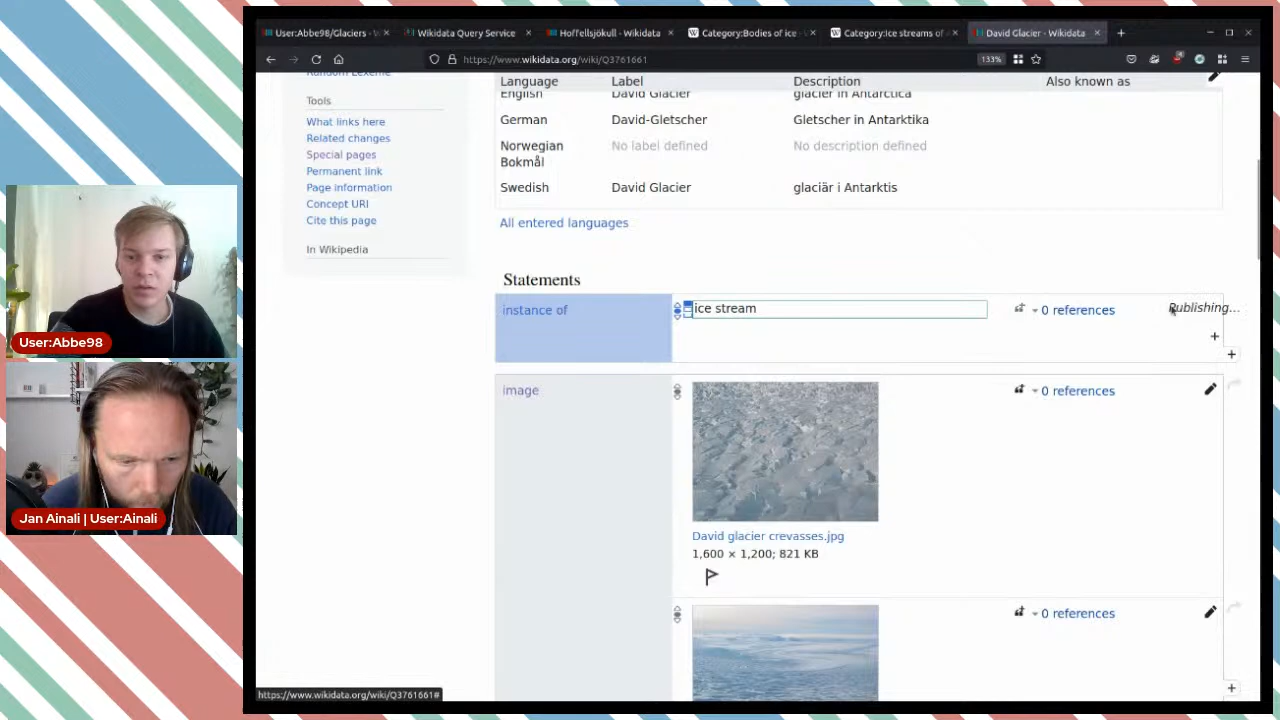 User:Abbe98/Glaciers -
Wikidata Query Service
Hoffellsjökull - Wikidata
Category:Bodies of ice -
Category:Ice streams of
David Glacier - Wikidata
https://www.wikidata.org/wiki/Q3761661
133%
Random Lexeme
Tools
What links here
Related changes
Special pages
Permanent link
Page information
Concept URI
Cite this page
In Wikipedia
Language Label Description Also known as
English David Glacier glacier in Antarctica
German David-Gletscher Gletscher in Antarktika
Norwegian Bokmål No label defined No description defined
Swedish David Glacier glaciär i Antarktis
All entered languages
Statements
instance of
ice stream
0 references
Publishing...
image
0 references
David glacier crevasses.jpg
1,600 × 1,200; 821 KB
0 references
https://www.wikidata.org/wiki/Q3761661#
User:Abbe98
Jan Ainali | User:Ainali